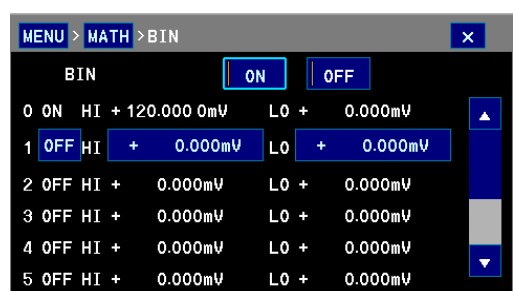 MENU > MATH >BIN ×
BIN ON OFF
0 ON HI + 120.000 0mV LO + 0.000mV
1 OFF HI + 0.000mV LO + 0.000mV
2 OFF HI + 0.000mV LO + 0.000mV
3 OFF HI + 0.000mV LO + 0.000mV
4 OFF HI + 0.000mV LO + 0.000mV
5 OFF HI + 0.000mV LO + 0.000mV